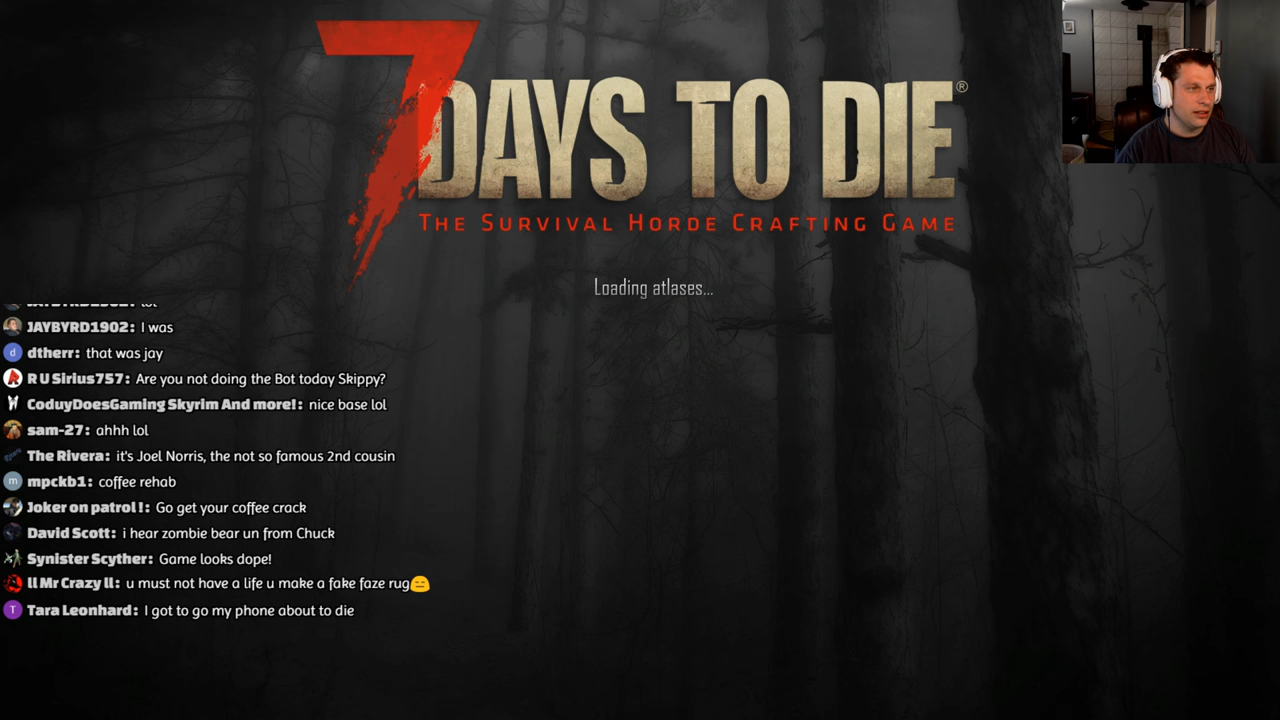 7 DAYS TO DIE®
The Survival Horde Crafting Game
Loading atlases...
JAYBYRD1902: lol
JAYBYRD1902: I was
d dtherr: that was jay
R U Sirius757: Are you not doing the Bot today Skippy?
CoduyDoesGaming Skyrim And more!: nice base lol
sam-27: ahhh lol
The Rivera: it's Joel Norris, the not so famous 2nd cousin
m mpckb1: coffee rehab
Joker on patrol!: Go get your coffee crack
David Scott: i hear zombie bear un from Chuck
Synister Scyther: Game looks dope!
ll Mr Crazy ll: u must not have a life u make a fake faze rug😑
T Tara Leonhard: I got to go my phone about to die